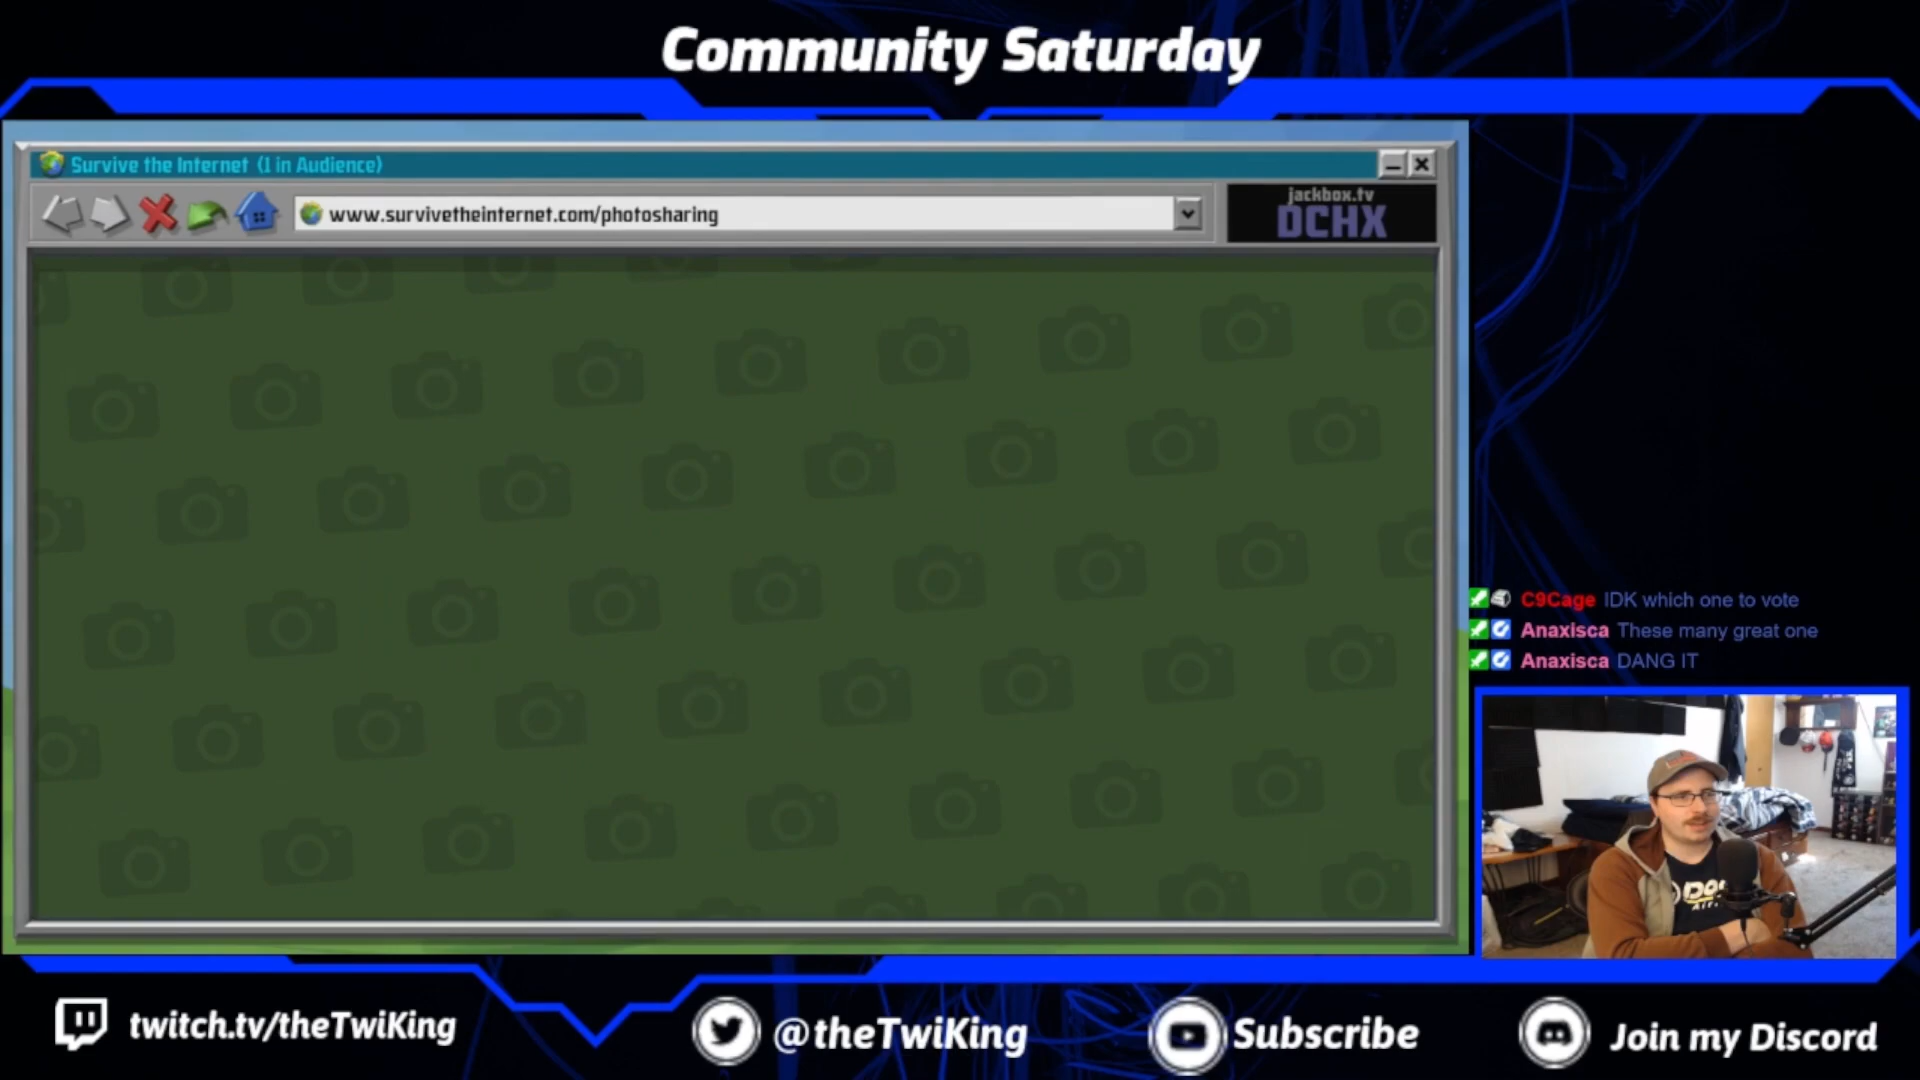 Community Saturday
Survive the Internet (1 in Audience)
www.survivetheinternet.com/photosharing
jackbox.tv
DCHX
C9Cage IDK which one to vote
Anaxisca These many great one
Anaxisca DANG IT
twitch.tv/theTwiKing
@theTwiKing
Subscribe
Join my Discord